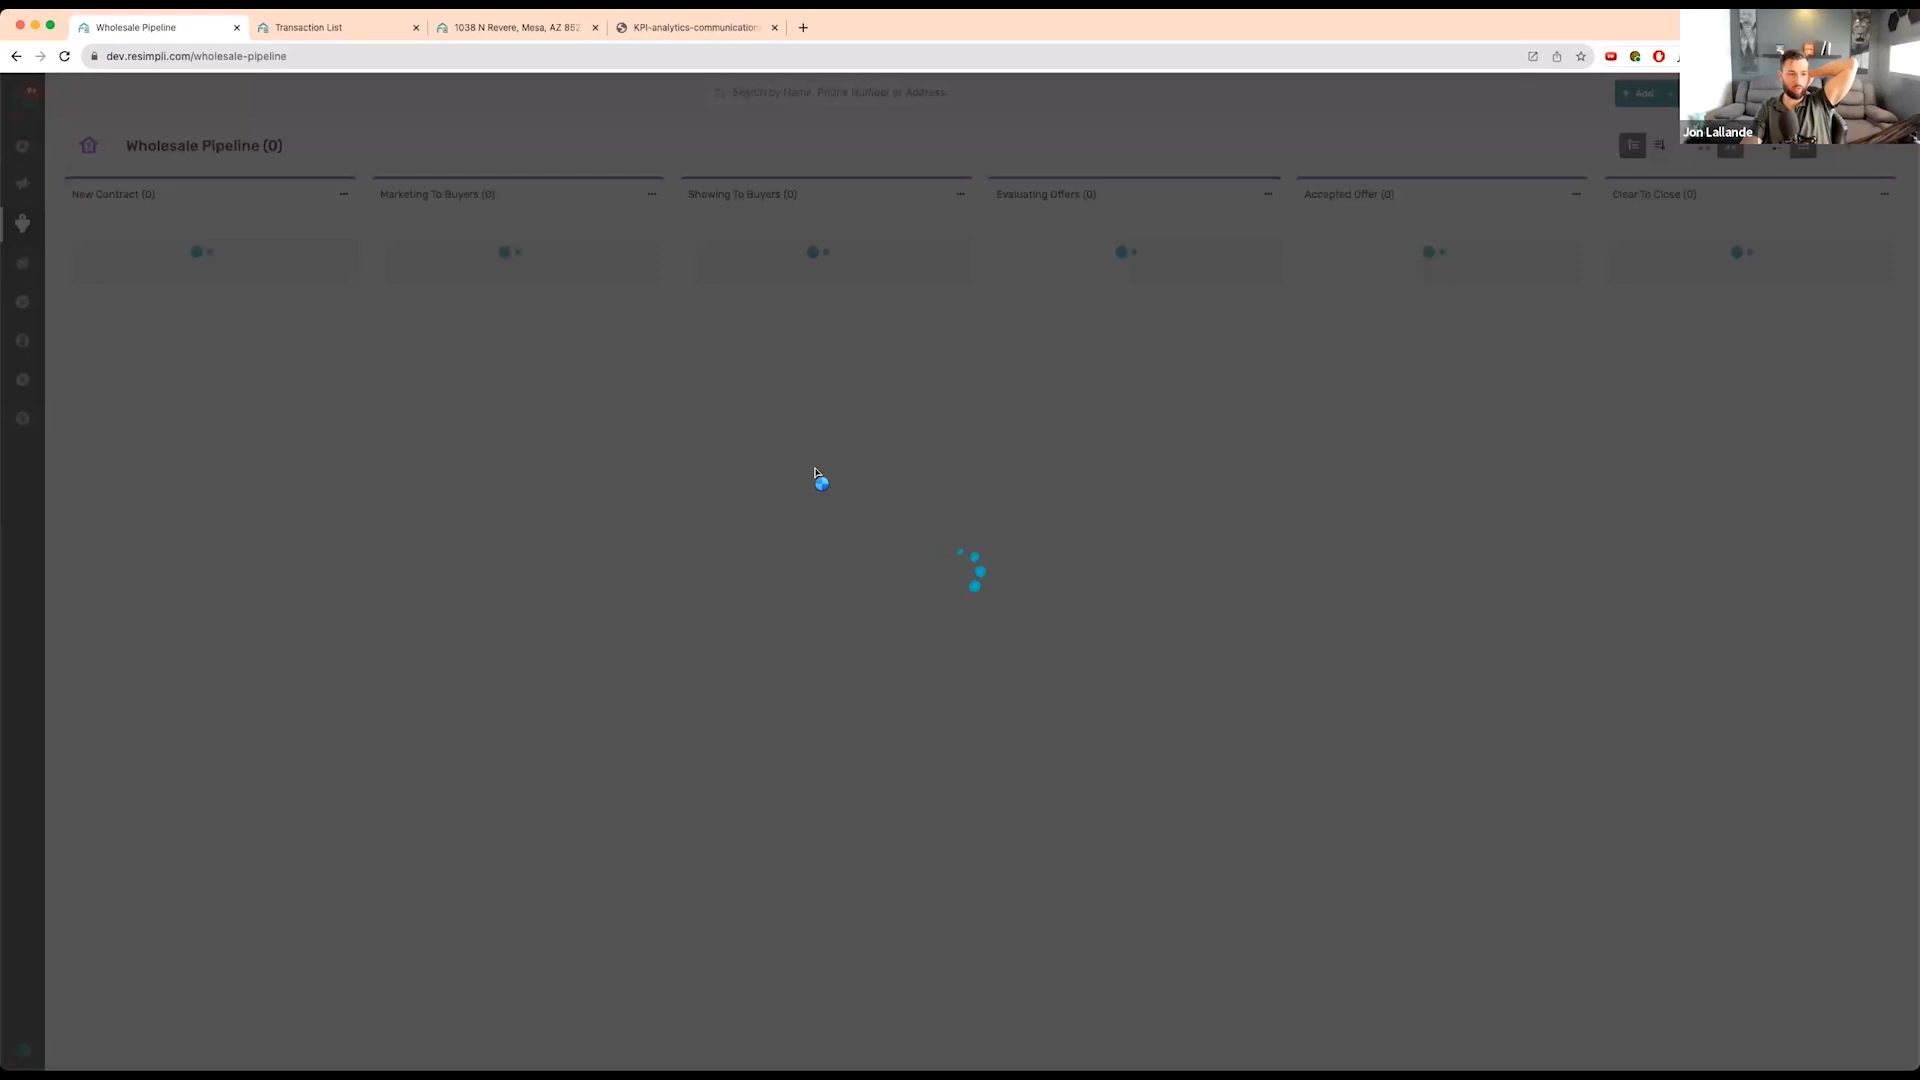 Wholesale Pipeline
Transaction List
1038 N Revere, Mesa, AZ 852
KPI-analytics-communication
dev.resimpli.com/wholesale-pipeline
9+
Search by Name, Phone Number or Address
+ Add
Jon Lallande
Wholesale Pipeline (0)
New Contract (0)
Marketing To Buyers (0)
Showing To Buyers (0)
Evaluating Offers (0)
Accepted Offer (0)
Clear To Close (0)